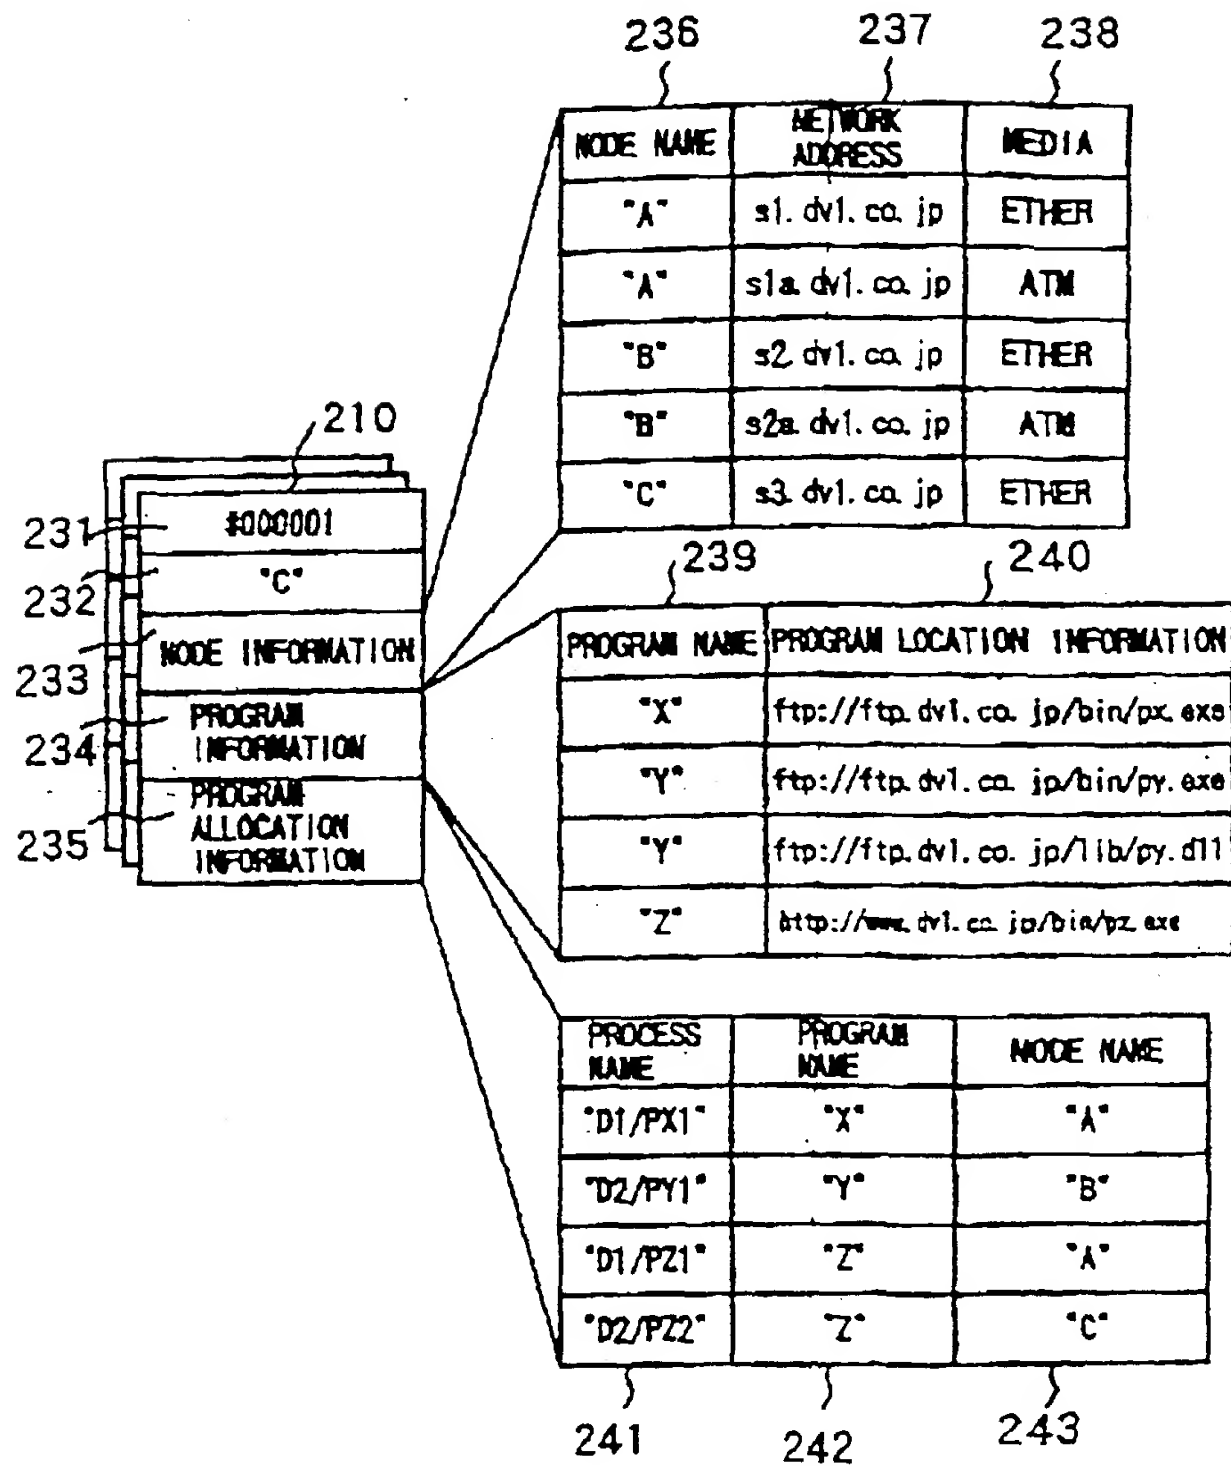 236 237 238
NODE NAME NETWORK ADDRESS MEDIA
"A" s1.dv1.co.jp ETHER
"A" s1a.dv1.co.jp ATM
"B" s2.dv1.co.jp ETHER
"B" s2a.dv1.co.jp ATM
"C" s3.dv1.co.jp ETHER
210
231 #000001
232 "C"
233 NODE INFORMATION
234 PROGRAM
INFORMATION
235 PROGRAM
ALLOCATION
INFORMATION
239 240
PROGRAM NAME PROGRAM LOCATION INFORMATION
"X" ftp://ftp.dv1.co.jp/bin/px.exe
"Y" ftp://ftp.dv1.co.jp/bin/py.exe
"Y" ftp://ftp.dv1.co.jp/lib/py.dll
"Z" http://www.dv1.co.jp/bin/pz.exe
PROCESS NAME PROGRAM NAME NODE NAME
"D1/PX1" "X" "A"
"D2/PY1" "Y" "B"
"D1/PZ1" "Z" "A"
"D2/PZ2" "Z" "C"
241 242 243